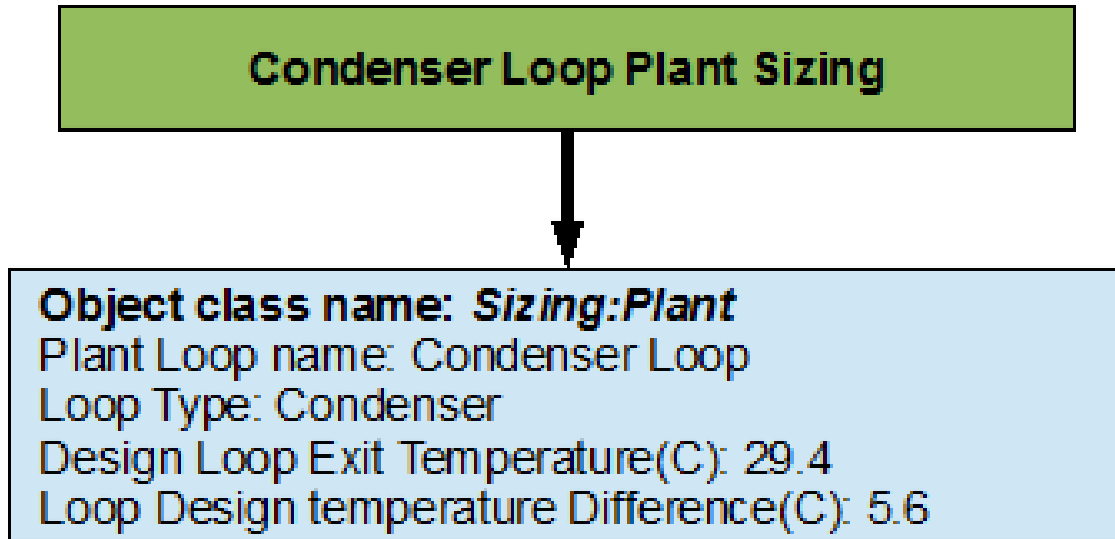 Condenser Loop Plant Sizing
Object class name: Sizing:Plant
Plant Loop name: Condenser Loop
Loop Type: Condenser
Design Loop Exit Temperature(C): 29.4
Loop Design temperature Difference(C): 5.6